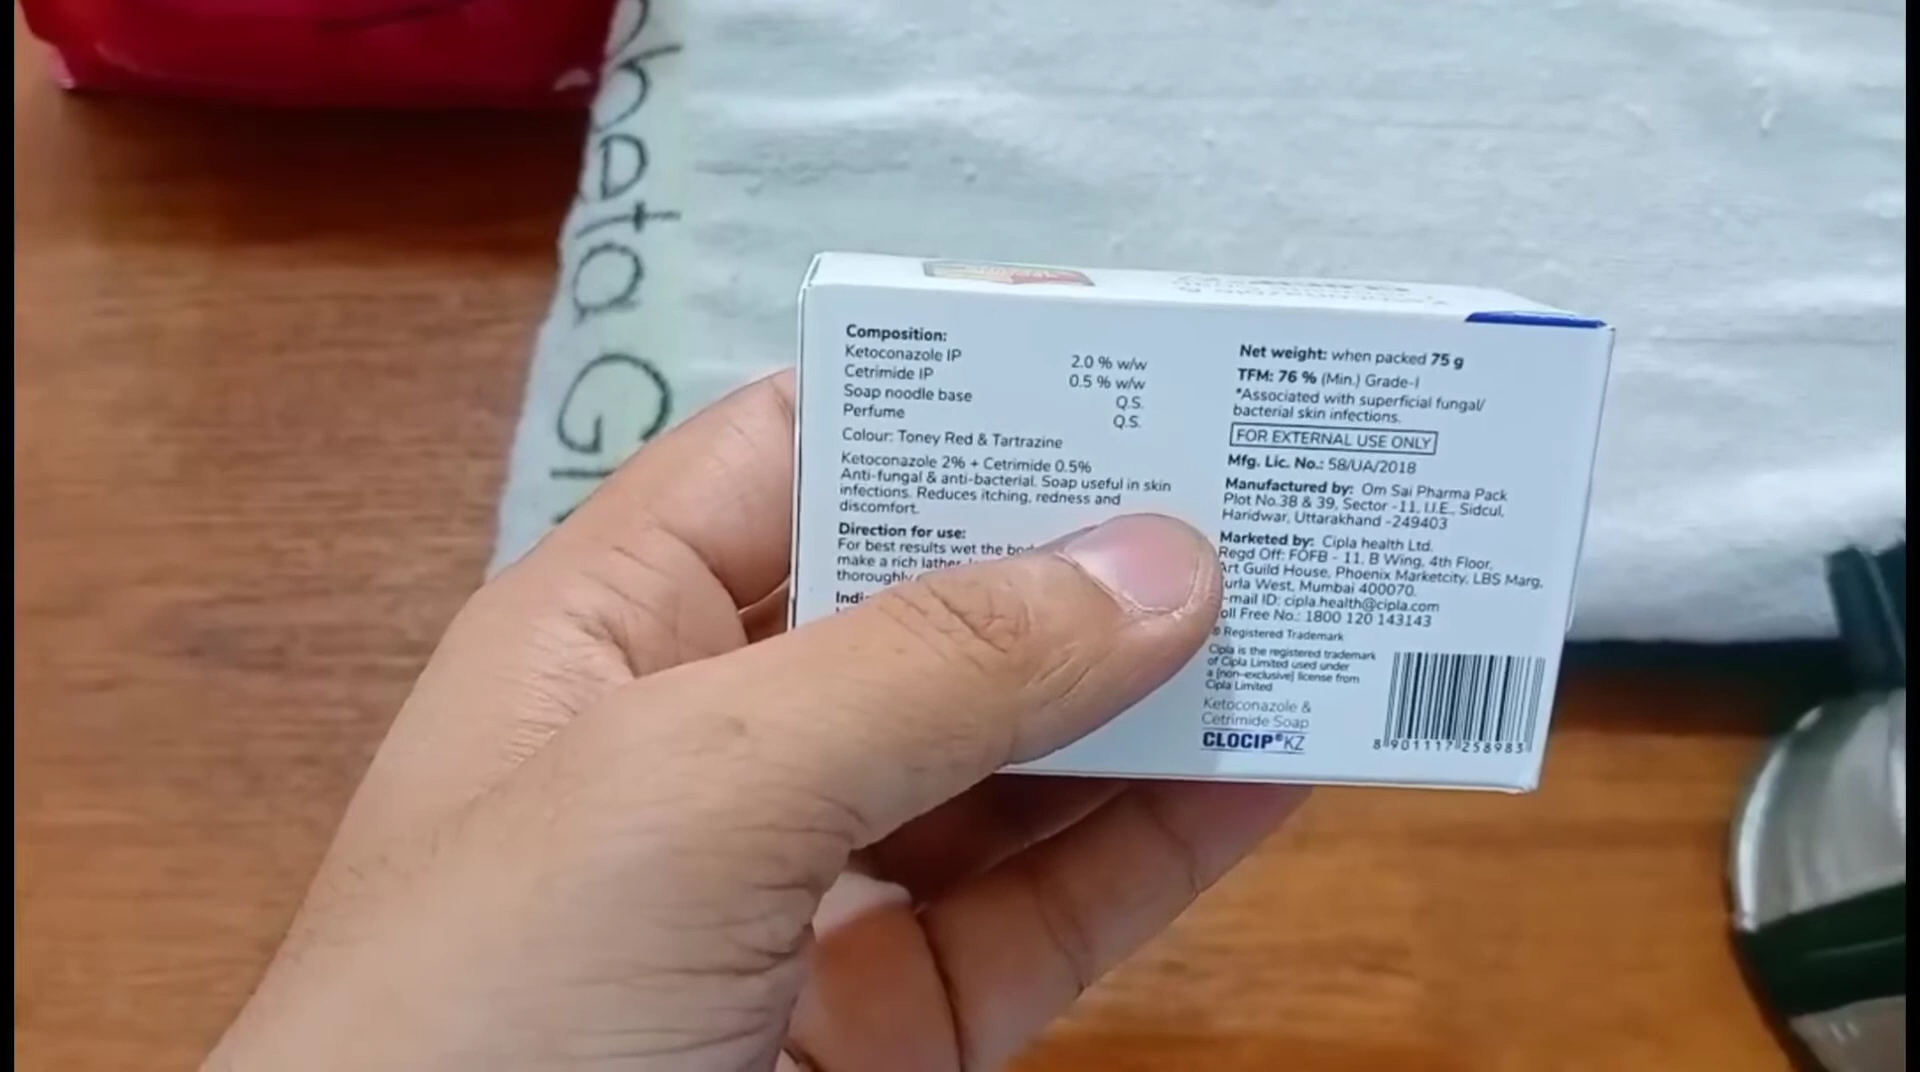 Composition:
Ketoconazole IP 2.0 % w/w
Cetrimide IP 0.5 % w/w
Soap noodle base Q.S.
Perfume Q.S.
Colour: Toney Red & Tartrazine
Ketoconazole 2% + Cetrimide 0.5%
Anti-fungal & anti-bacterial. Soap useful in skin
infections. Reduces itching, redness and
discomfort.
Direction for use:
For best results wet the
make a rich lather
thoroughly
Net weight: when packed 75 g
TFM: 76 % (Min.) Grade-I
*Associated with superficial fungal/
bacterial skin infections.
FOR EXTERNAL USE ONLY
Mfg. Lic. No.: 58/UA/2018
Manufactured by: Om Sai Pharma Pack
Plot No.38 & 39, Sector -11, I.I.E., Sidcul,
Haridwar, Uttarakhand -249403
Marketed by: Cipla health Ltd.
Regd Off: FOFB - 11, B Wing, 4th Floor,
Art Guild House, Phoenix Marketcity, LBS Marg,
urla West, Mumbai 400070.
-mail ID: cipla.health@cipla.com
oll Free No.: 1800 120 143143
® Registered Trademark
Cipla is the registered trademark
of Cipla Limited used under
a [non-exclusive] license from
Cipla Limited
Ketoconazole &
Cetrimide Soap
CLOCIP®KZ
8 901117 258983